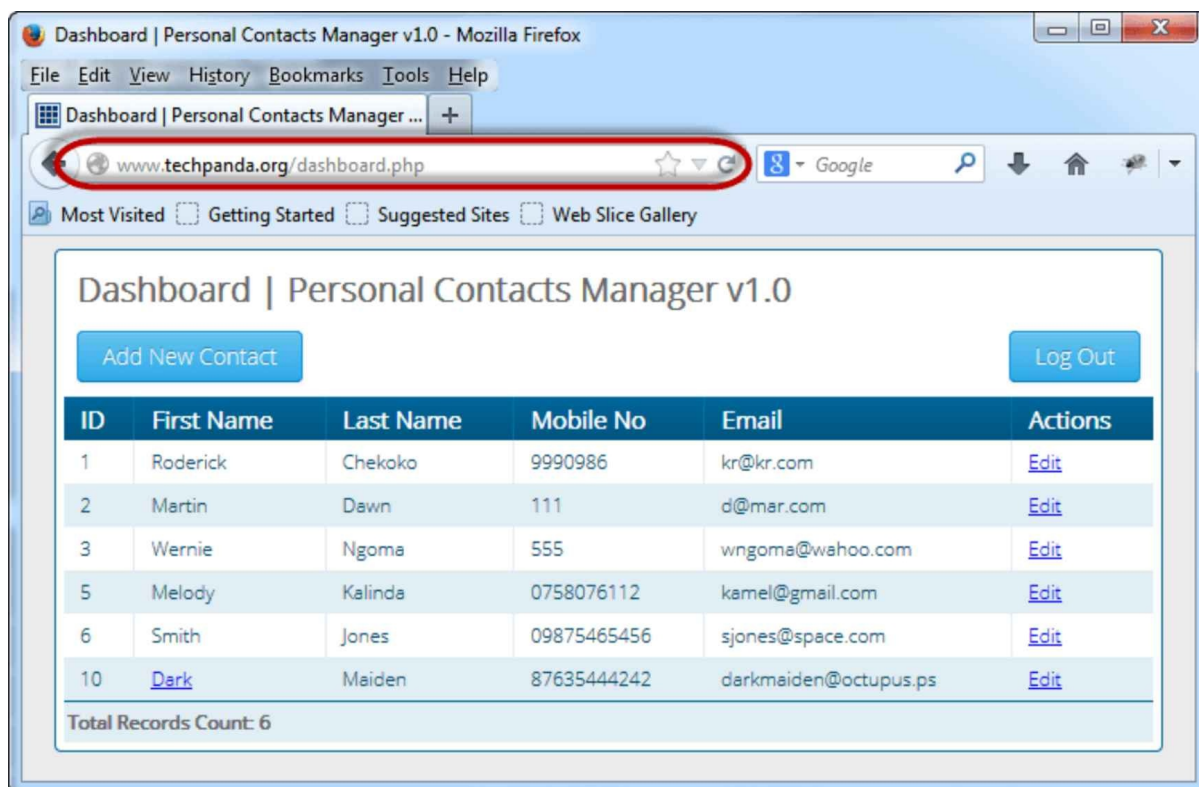 Dashboard | Personal Contacts Manager v1.0 - Mozilla Firefox
File Edit View History Bookmarks Tools Help
Dashboard | Personal Contacts Manager ... +
www.techpanda.org/dashboard.php 8 Google
Most Visited Getting Started Suggested Sites Web Slice Gallery
Dashboard | Personal Contacts Manager v1.0
Add New Contact Log Out
ID First Name Last Name Mobile No Email Actions
1 Roderick Chekoko 9990986 kr@kr.com Edit
2 Martin Dawn 111 d@mar.com Edit
3 Wernie Ngoma 555 wngoma@wahoo.com Edit
5 Melody Kalinda 0758076112 kamel@gmail.com Edit
6 Smith Jones 09875465456 sjones@space.com Edit
10 Dark Maiden 87635444242 darkmaiden@octupus.ps Edit
Total Records Count: 6